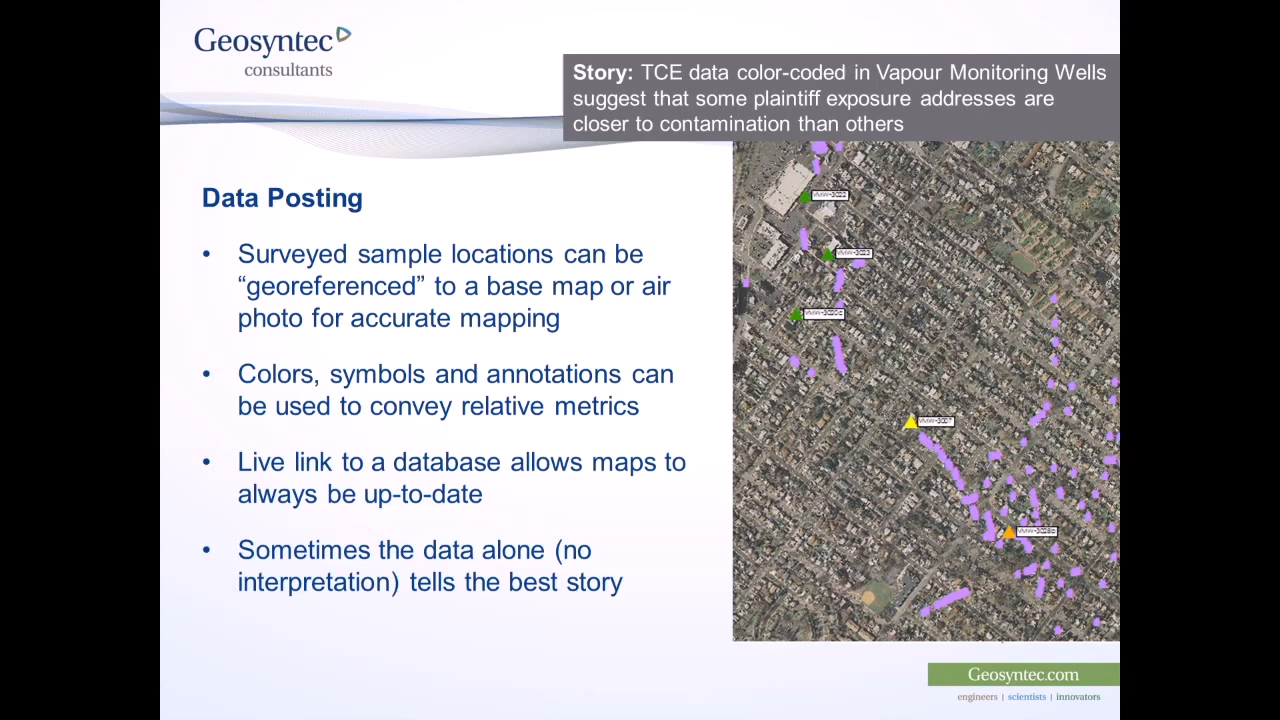 Geosyntec
consultants
Story: TCE data color-coded in Vapour Monitoring Wells
suggest that some plaintiff exposure addresses are
closer to contamination than others
Data Posting
• Surveyed sample locations can be
“georeferenced” to a base map or air
photo for accurate mapping
• Colors, symbols and annotations can
be used to convey relative metrics
• Live link to a database allows maps to
always be up-to-date
• Sometimes the data alone (no
interpretation) tells the best story
Geosyntec.com
engineers | scientists | innovators